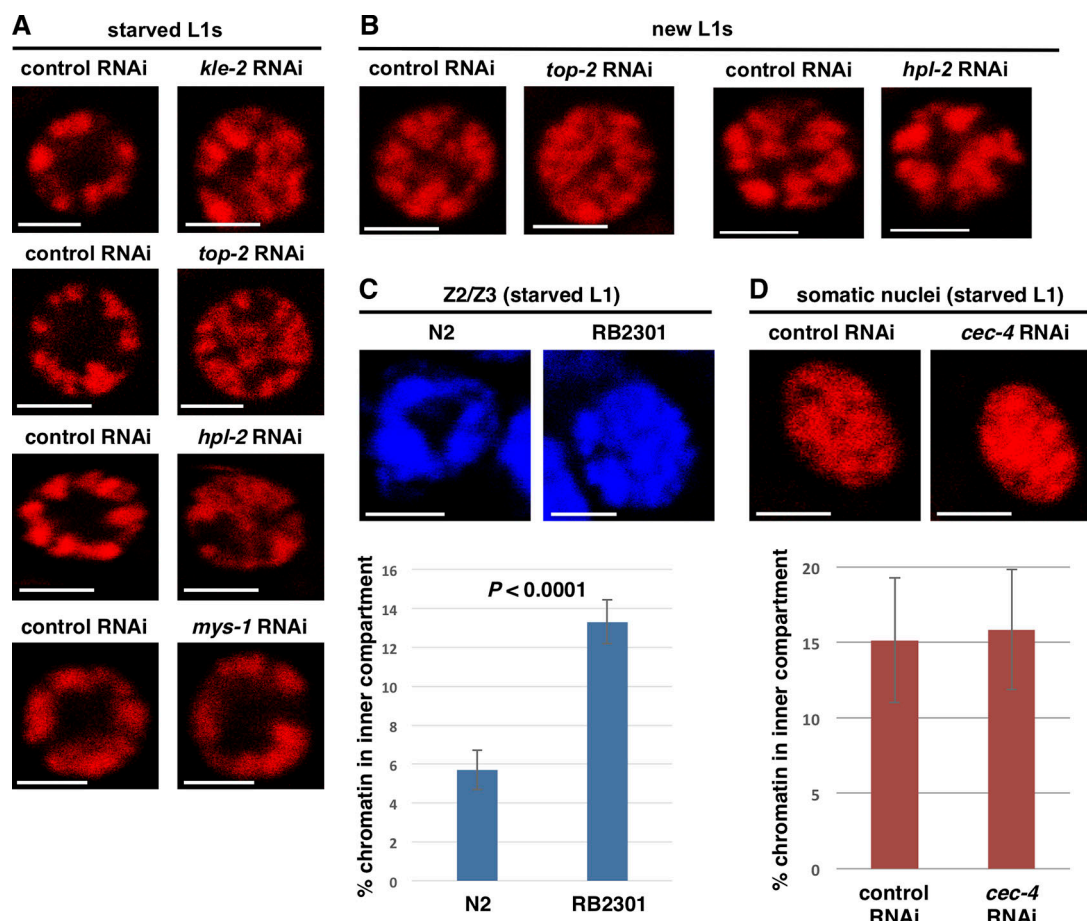 A
starved L1s
control RNAi kle-2 RNAi
control RNAi top-2 RNAi
control RNAi hpl-2 RNAi
control RNAi mys-1 RNAi
B
new L1s
control RNAi top-2 RNAi control RNAi hpl-2 RNAi
C
Z2/Z3 (starved L1)
N2 RB2301
% chromatin in inner compartment
16
14
12
10
8
6
4
2
0
P < 0.0001
N2 RB2301
D
somatic nuclei (starved L1)
control RNAi cec-4 RNAi
% chromatin in inner compartment
20
15
10
5
0
control cec-4
RNAi RNAi